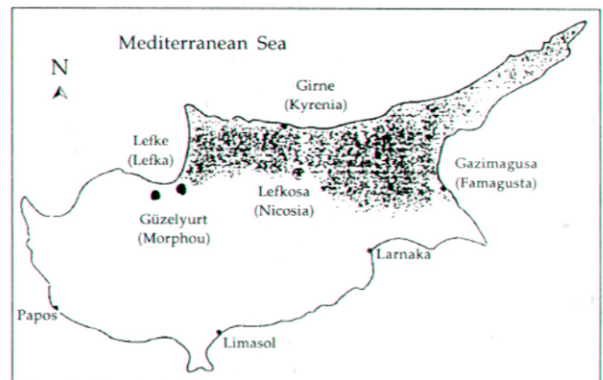 Mediterranean Sea
N
Girne
(Kyrenia)
Lefke
(Lefka)
Gazimagusa
(Famagusta)
Lefkosa
(Nicosia)
Güzelyurt
(Morphou)
Larnaka
Papos
Limasol